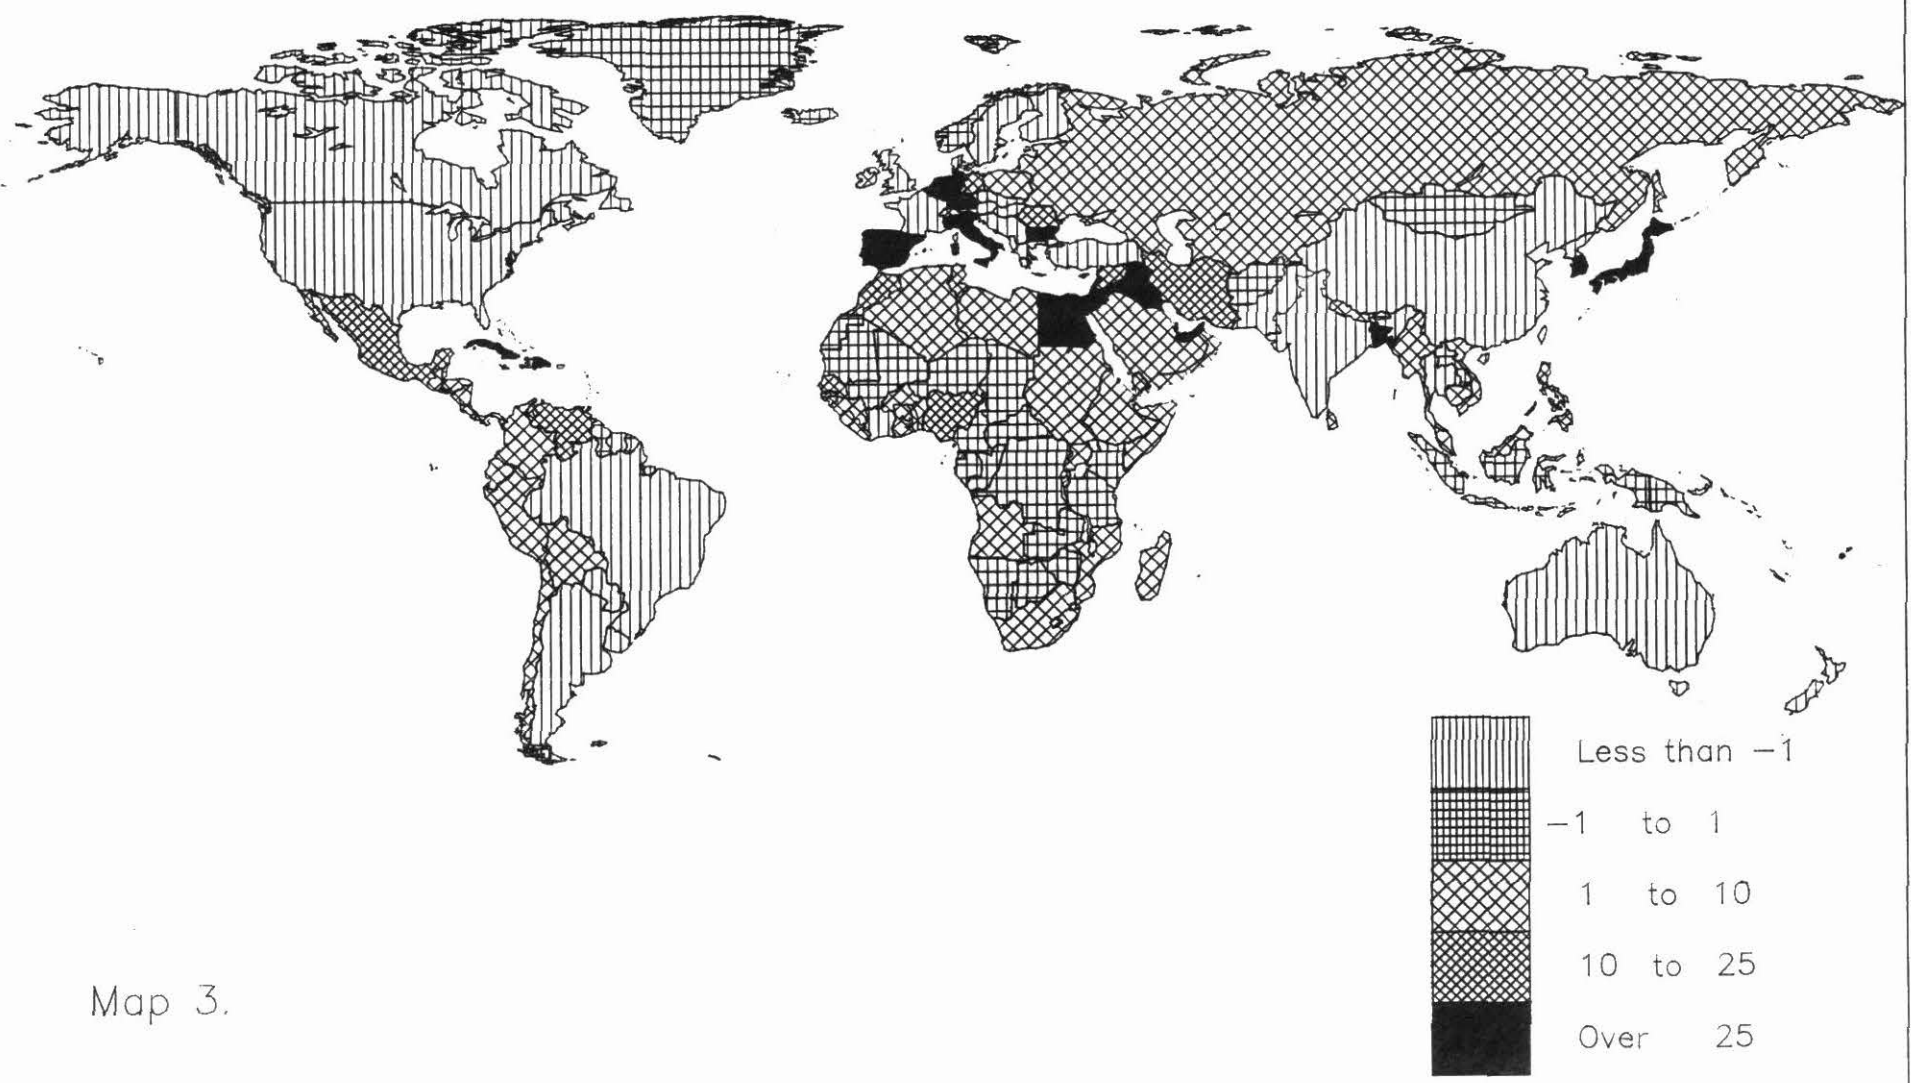 Less than −1
−1 to 1
1 to 10
10 to 25
Over 25
Map 3.